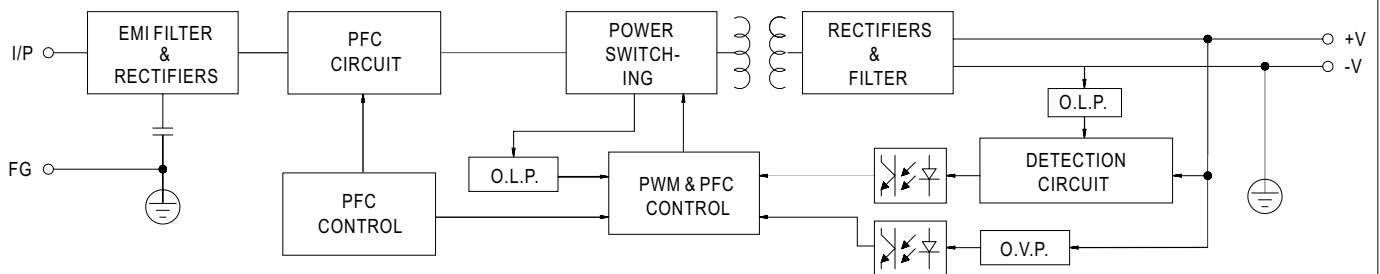 I/P
EMI FILTER
&
RECTIFIERS
PFC
CIRCUIT
POWER
SWITCH-
ING
RECTIFIERS
&
FILTER
+V
-V
O.L.P.
FG
O.L.P.
PFC
CONTROL
PWM & PFC
CONTROL
DETECTION
CIRCUIT
O.V.P.